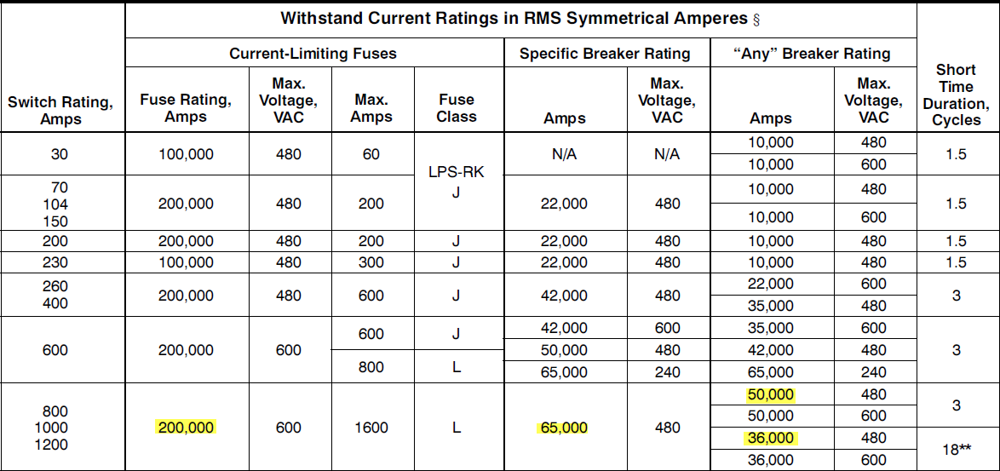 Withstand Current Ratings in RMS Symmetrical Amperes §
Current-Limiting Fuses Specific Breaker Rating “Any” Breaker Rating
Switch Rating, Amps Fuse Rating, Amps Max. Voltage, VAC Max. Amps Fuse Class Amps Max. Voltage, VAC Amps Max. Voltage, VAC Short Time Duration, Cycles
30 100,000 480 60 LPS-RK J N/A N/A 10,000 480 1.5
10,000 600
70 104 150 200,000 480 200 22,000 480 10,000 480 1.5
10,000 600
200 200,000 480 200 J 22,000 480 10,000 480 1.5
230 100,000 480 300 J 22,000 480 10,000 480 1.5
260 400 200,000 480 600 J 42,000 480 22,000 600 3
35,000 480
600 200,000 600 600 J 42,000 600 35,000 600 3
50,000 480 42,000 480
800 L 65,000 240 65,000 240
800 1000 1200 200,000 600 1600 L 65,000 480 50,000 480 3
50,000 600
36,000 480 18**
36,000 600